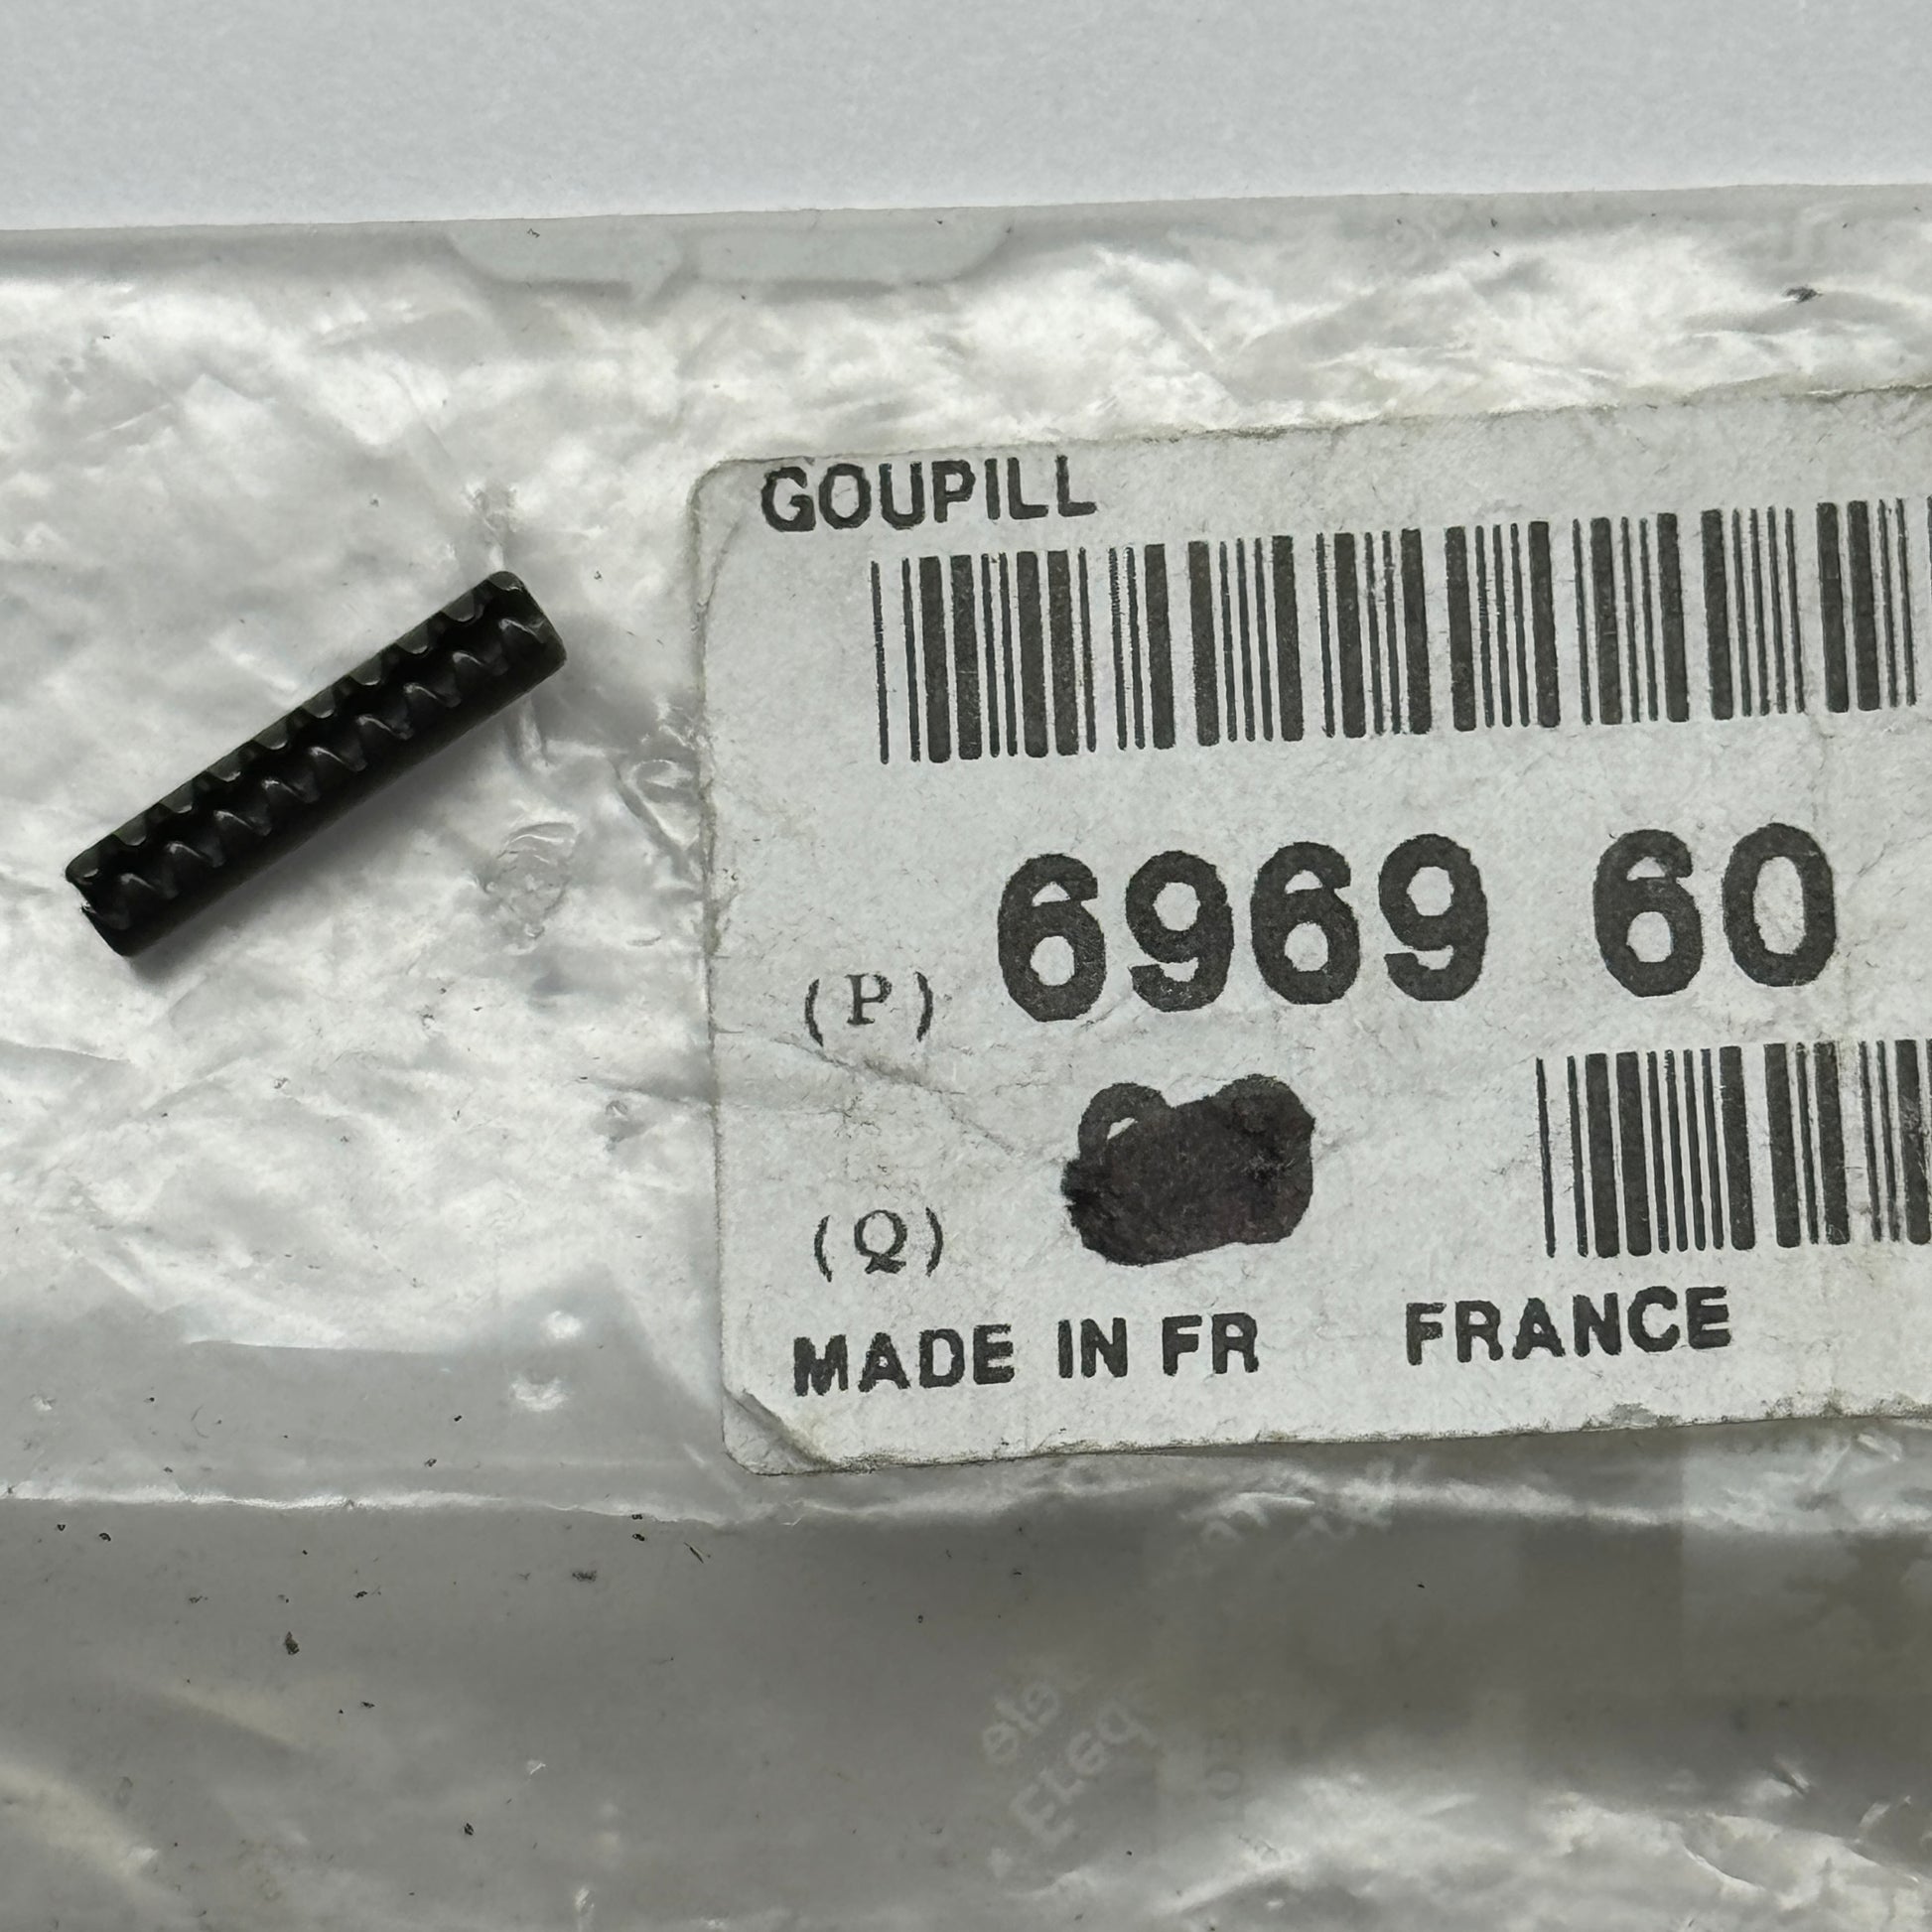 GOUPILL
(P) 6969 60
(Q)
MADE IN FR FRANCE